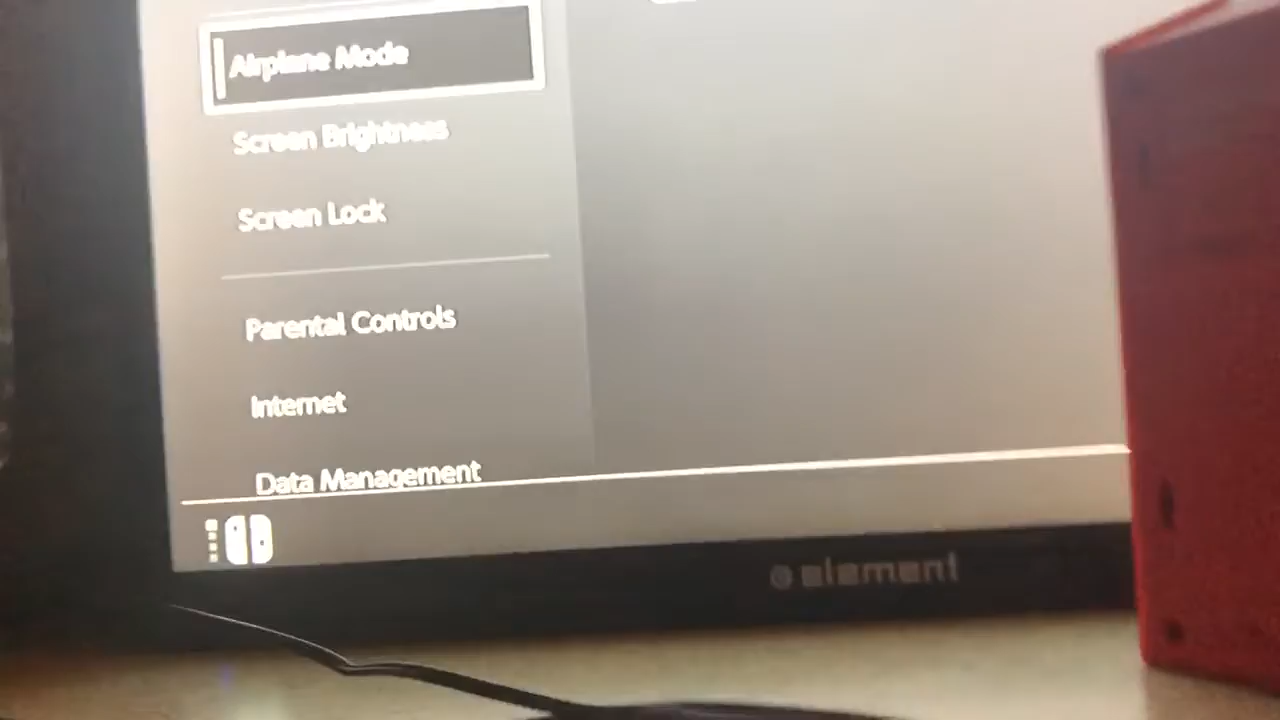 Airplane Mode
Screen Brightness
Screen Lock
Parental Controls
Internet
Data Management
element